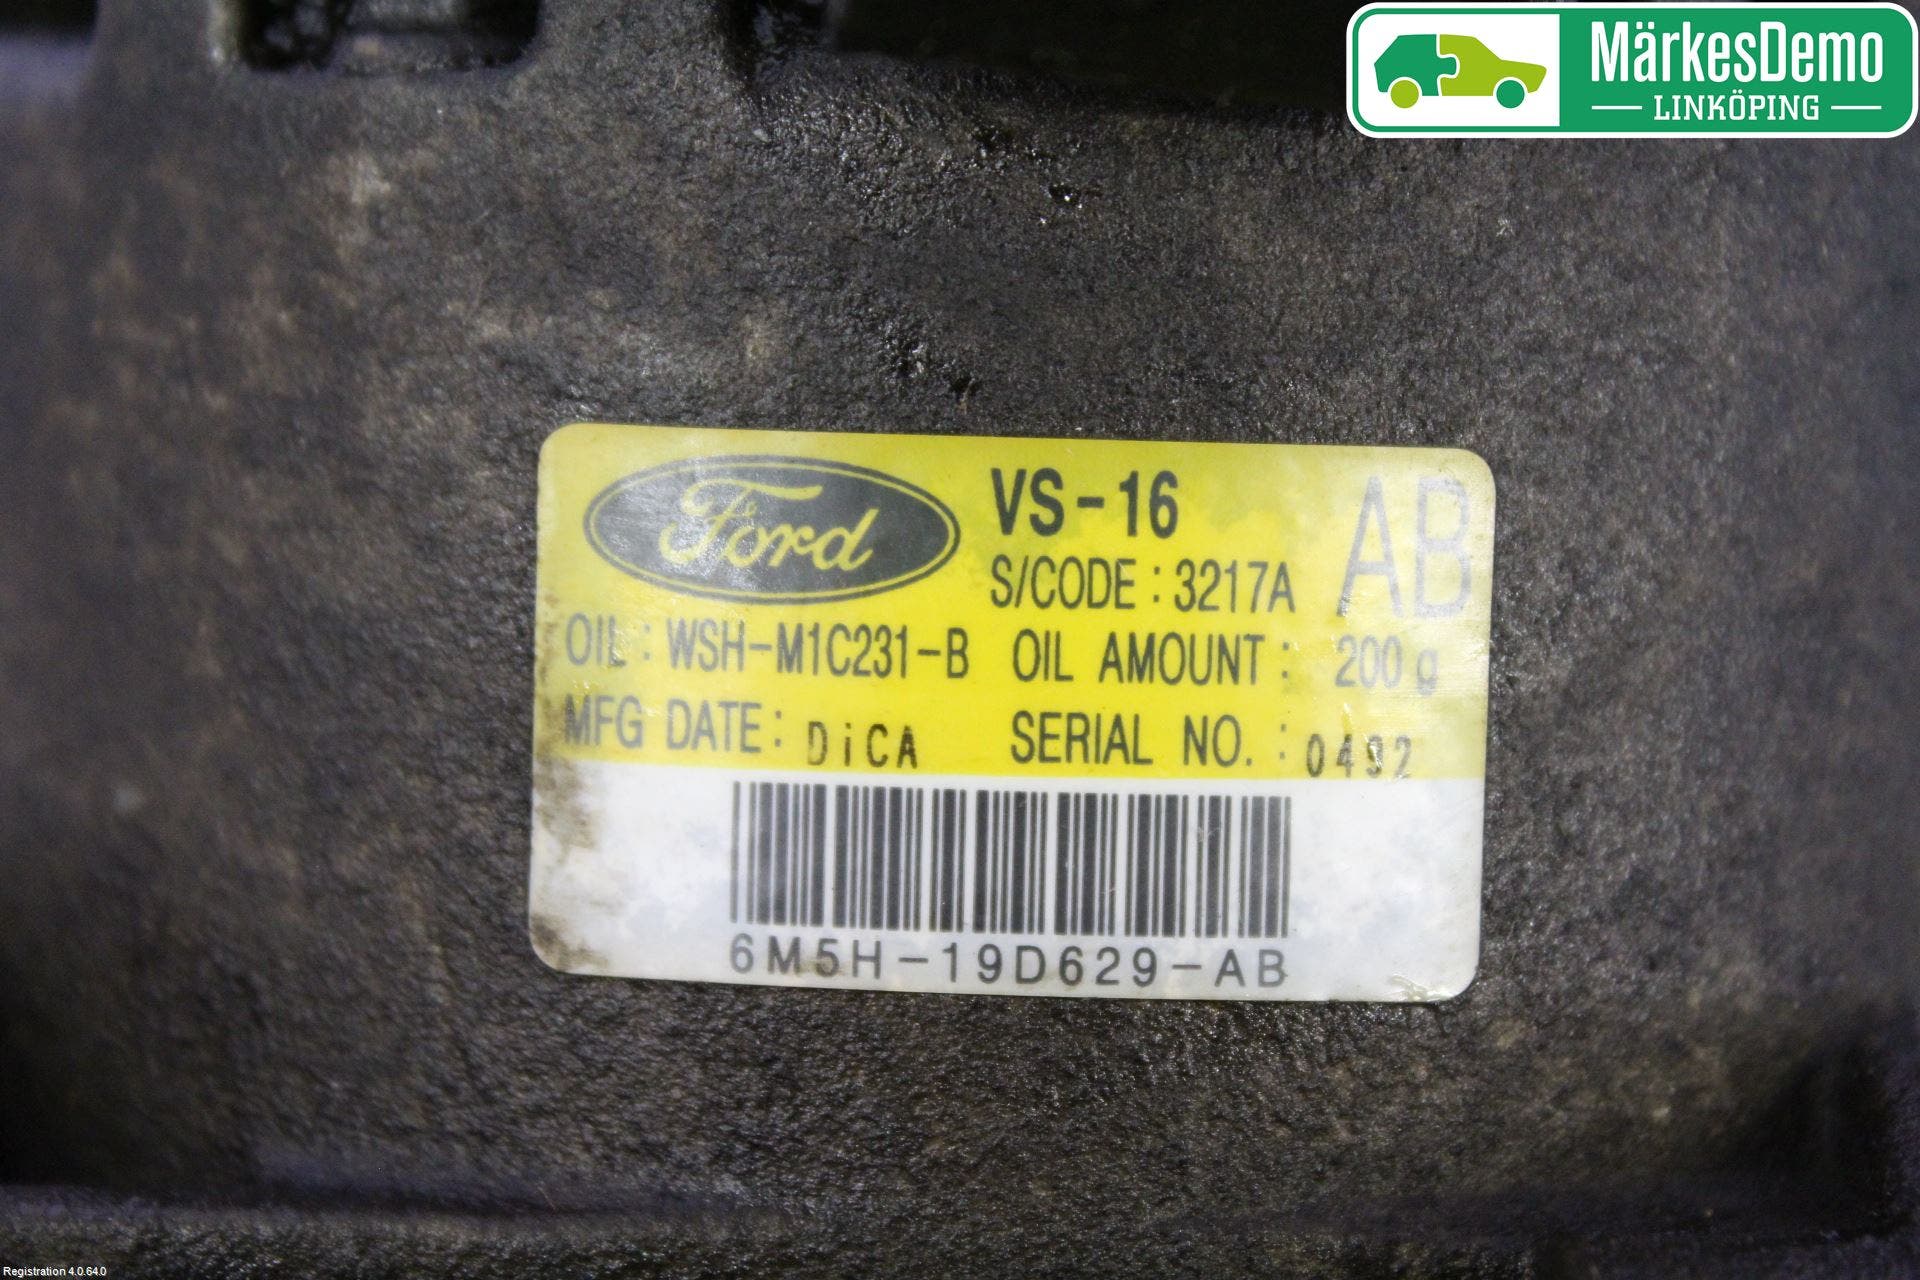 MärkesDemo
LINKÖPING
Ford
VS-16
AB
S/CODE : 3217A
OIL : WSH-M1C231-B OIL AMOUNT : 200 g
MFG DATE : DiCA SERIAL NO. : 0492
6M5H-19D629-AB
Registration 4.0.64.0